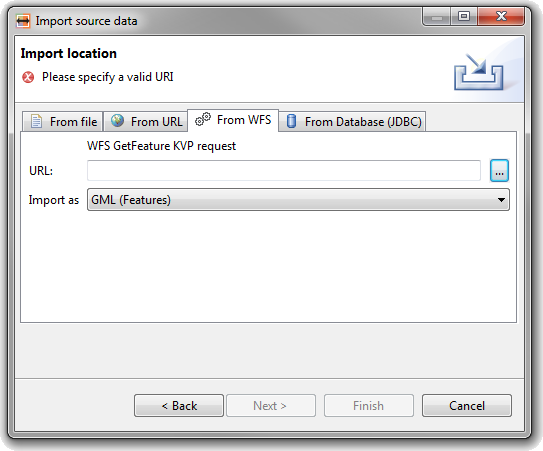 Import source data
Import location
Please specify a valid URI
From file From URL From WFS From Database (JDBC)
WFS GetFeature KVP request
URL: ...
Import as GML (Features)
< Back Next > Finish Cancel